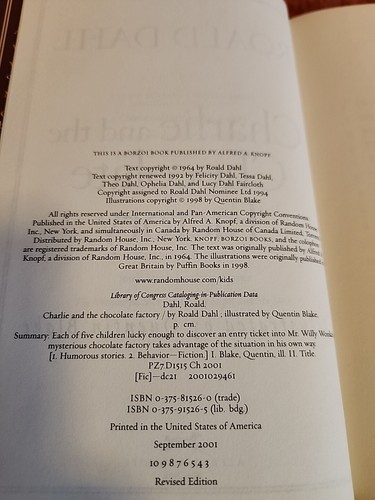 THIS IS A BORZOI BOOK PUBLISHED BY ALFRED A. KNOPF
Text copyright © 1964 by Roald Dahl
Text copyright renewed 1992 by Felicity Dahl, Tessa Dahl,
Theo Dahl, Ophelia Dahl, and Lucy Dahl Faircloth
Copyright assigned to Roald Dahl Nominee Ltd 1994
Illustrations copyright © 1998 by Quentin Blake
All rights reserved under International and Pan-American Copyright Conventions.
Published in the United States of America by Alfred A. Knopf, a division of Random House,
Inc., New York, and simultaneously in Canada by Random House of Canada Limited,
Distributed by Random House, Inc., New York. KNOPF, BORZOI BOOKS, and the colophon
are registered trademarks of Random House, Inc. The text was originally published by Alfred A.
Knopf, a division of Random House, Inc., in 1964. The illustrations were originally published
Great Britain by Puffin Books in 1998.
www.randomhouse.com/kids
Library of Congress Cataloging-in-Publication Data
Dahl, Roald.
Charlie and the chocolate factory / by Roald Dahl ; illustrated by Quentin Blake.
p. cm.
Summary: Each of five children lucky enough to discover an entry ticket into Mr. Willy Wonka's
mysterious chocolate factory takes advantage of the situation in his own way.
[1. Humorous stories. 2. Behavior—Fiction.] I. Blake, Quentin, ill. II. Title.
PZ7.D1515 Ch 2001
[Fic]—dc21 2001029461
ISBN 0-375-81526-0 (trade)
ISBN 0-375-91526-5 (lib. bdg.)
Printed in the United States of America
September 2001
10 9 8 7 6 5 4 3
Revised Edition